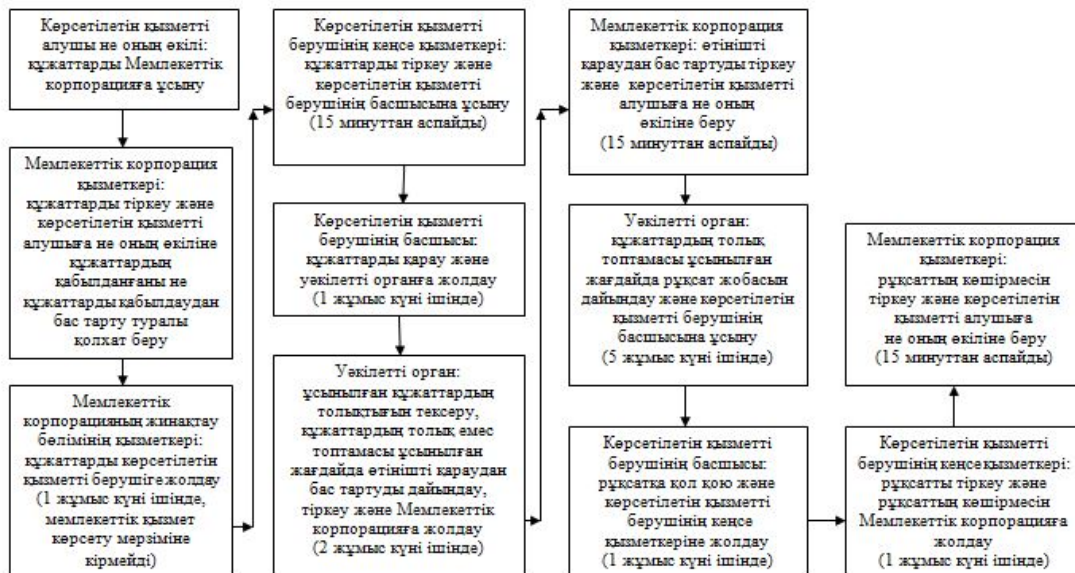 Көрсетілетін қызметті
алушы не оның өкілі:
құжаттарды Мемлекеттік
корпорацияға ұсыну
Мемлекеттік корпорация
қызметкері:
құжаттарды тіркеу және
көрсетілетін қызметті
алушыға не оның өкіліне
құжаттардың
қабылданғаны не
құжаттарды қабылдаудан
бас тарту туралы
қолхат беру
Мемлекеттік
корпорацияның жинақтау
бөлімінің қызметкері:
құжаттарды көрсетілетін
қызметті берушіге жолдау
(1 жұмыс күні ішінде,
мемлекеттік қызмет
көрсету мерзіміне
кірмейді)
Көрсетілетін қызметті
берушінің кеңсе қызметкері:
құжаттарды тіркеу және
көрсетілетін қызметті
берушінің басшысына ұсыну
(15 минуттан аспайды)
Көрсетілетін қызметті
берушінің басшысы:
құжаттарды қарау және
уәкілетті органға жолдау
(1 жұмыс күні ішінде)
Уәкілетті орган:
ұсынылған құжаттардың
толықтығын тексеру,
құжаттардың толық емес
топтамасы ұсынылған
жағдайда өтінішті қараудан
бас тартуды дайындау,
тіркеу және Мемлекеттік
корпорацияға жолдау
(2 жұмыс күні ішінде)
Мемлекеттік корпорация
қызметкері: өтінішті
қараудан бас тартуды тіркеу
және көрсетілетін қызметті
алушыға не оның
өкіліне беру
(15 минуттан аспайды)
Уәкілетті орган:
құжаттардың толық
топтамасы ұсынылған
жағдайда рұқсат жобасын
дайындау және көрсетілетін
қызметті берушінің
басшысына ұсыну
(5 жұмыс күні ішінде)
Көрсетілетін қызметті
берушінің басшысы:
рұқсатқа қол қою және
көрсетілетін қызметті
берушінің кеңсе
қызметкеріне жолдау
(1 жұмыс күні ішінде)
Мемлекеттік корпорация
қызметкері:
рұқсаттың көшірмесін
тіркеу және көрсетілетін
қызметті алушыға
не оның өкіліне беру
(15 минуттан аспайды)
Көрсетілетін қызметті
берушінің кеңсе қызметкері:
рұқсатты тіркеу және
рұқсаттың көшірмесін
Мемлекеттік корпорацияға
жолдау
(1 жұмыс күні ішінде)